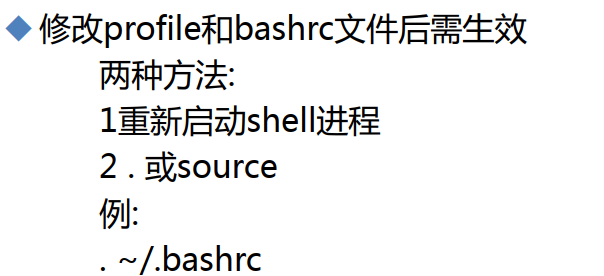 修改profile和bashrc文件后需生效
两种方法:
1重新启动shell进程
2 . 或source
例:
. ~/.bashrc